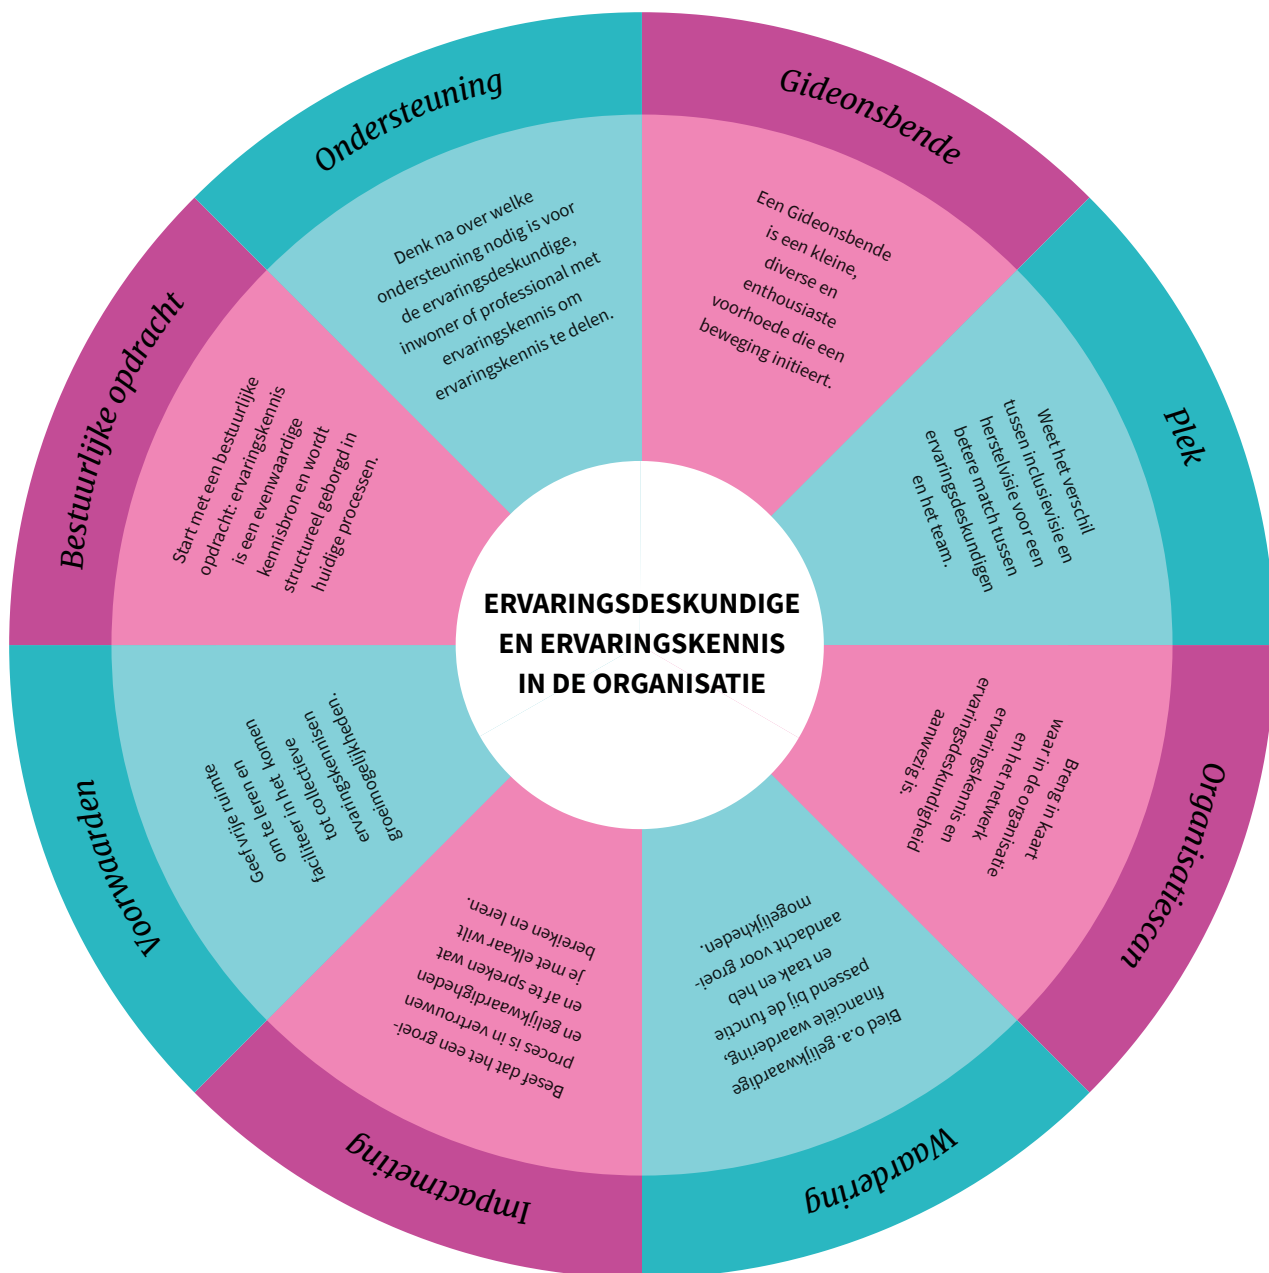 ERVARINGSDESKUNDIGE
EN ERVARINGSKENNIS
IN DE ORGANISATIE
Gideonsbende
Een Gideonsbende
is een kleine,
diverse en
enthousiaste
voorhoede die een
beweging initieert.
Plek
Weet het verschil
tussen inclusievisie en
herstelvisie voor een
betere match tussen
ervaringsdeskundigen
en het team.
Organisatiescan
Breng in kaart
waar in de organisatie
en het netwerk
ervaringskennis en
ervaringsdeskundigheid
aanwezig is.
Waardering
Bied o.a. gelijkwaardige
financiële waardering,
passend bij de functie
en taak en heb
aandacht voor groei-
mogelijkheden.
Impactmeting
Besef dat het een groei-
proces is in vertrouwen
en gelijkwaardigheden
en af te spreken wat
je met elkaar wilt
bereiken en leren.
Voorwaarden
Geef vrije ruimte
om te leren en
faciliteer in het komen
tot collectieve
ervaringskennisen
groeimogelijkheden.
Bestuurlijke opdracht
Start met een bestuurlijke
opdracht: ervaringskennis
is een evenwaardige
kennisbron en wordt
structureel geborgd in
huidige processen.
Ondersteuning
Denk na over welke
ondersteuning nodig is voor
de ervaringsdeskundige,
inwoner of professional met
ervaringskennis om
ervaringskennis te delen.